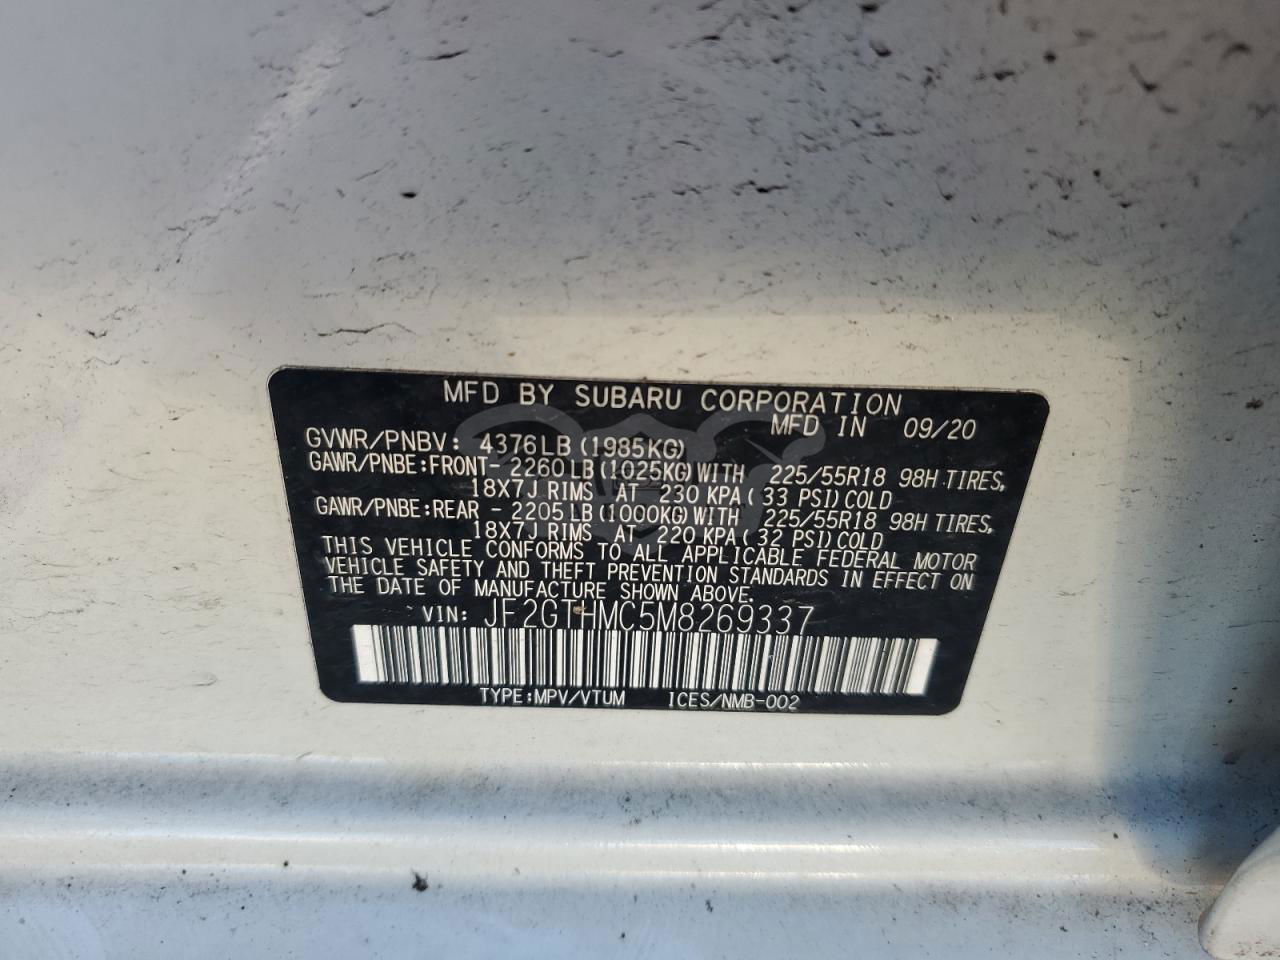 MFD BY SUBARU CORPORATION
MFD IN 09/20
GVWR/PNBV: 4376LB (1985KG)
GAWR/PNBE:FRONT- 2260LB (1025KG) WITH 225/55R18 98H TIRES,
18X7J RIMS AT 230 KPA ( 33 PSI) COLD
GAWR/PNBE:REAR - 2205LB (1000KG) WITH 225/55R18 98H TIRES,
18X7J RIMS AT 220 KPA ( 32 PSI) COLD
THIS VEHICLE CONFORMS TO ALL APPLICABLE FEDERAL MOTOR
VEHICLE SAFETY AND THEFT PREVENTION STANDARDS IN EFFECT ON
THE DATE OF MANUFACTURE SHOWN ABOVE.
VIN: JF2GTHMC5M8269337
TYPE:MPV/VTUM ICES/NMB-002